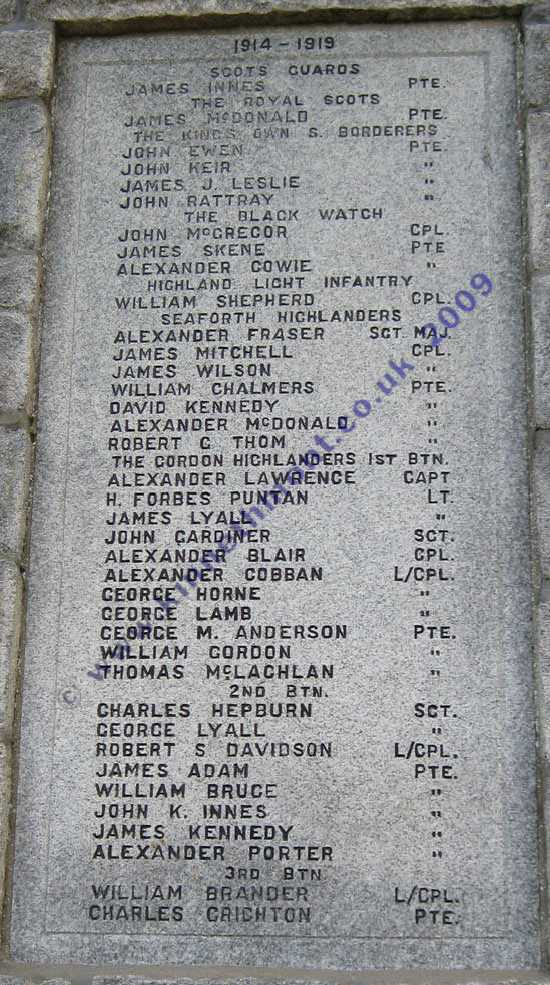 1914 - 1919
SCOTS GUARDS
JAMES INNES PTE.
THE ROYAL SCOTS
JAMES McDONALD PTE.
THE KINGS OWN S. BORDERERS
JOHN EWEN PTE.
JOHN KEIR "
JAMES J. LESLIE "
JOHN RATTRAY "
THE BLACK WATCH
JOHN McGREGOR CPL.
JAMES SKENE PTE
ALEXANDER COWIE "
HIGHLAND LIGHT INFANTRY
WILLIAM SHEPHERD CPL.
SEAFORTH HIGHLANDERS
ALEXANDER FRASER SGT. MAJ.
JAMES MITCHELL CPL.
JAMES WILSON "
WILLIAM CHALMERS PTE.
DAVID KENNEDY "
ALEXANDER McDONALD "
ROBERT G. THOM "
THE GORDON HIGHLANDERS 1ST BTN.
ALEXANDER LAWRENCE CAPT
H. FORBES PUNTAN LT.
JAMES LYALL "
JOHN GARDINER SGT.
ALEXANDER BLAIR CPL.
ALEXANDER COBBAN L/CPL.
GEORGE HORNE "
GEORGE LAMB "
GEORGE M. ANDERSON PTE.
WILLIAM GORDON "
THOMAS McLACHLAN "
2ND BTN.
CHARLES HEPBURN SGT.
GEORGE LYALL "
ROBERT S DAVIDSON L/CPL.
JAMES ADAM PTE.
WILLIAM BRUCE "
JOHN K. INNES "
JAMES KENNEDY "
ALEXANDER PORTER "
3RD BTN
WILLIAM BRANDER L/CPL.
CHARLES CRICHTON PTE.